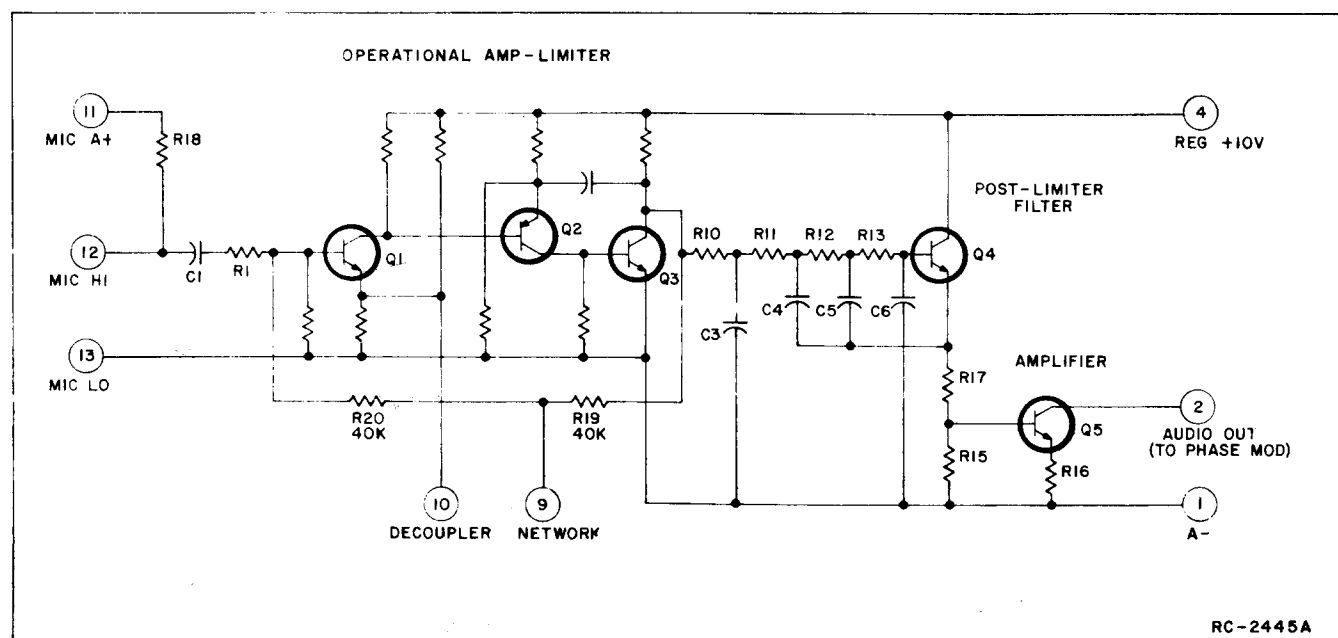 OPERATIONAL AMP-LIMITER
11
MIC A+
R18
4
REG +10V
POST-LIMITER
FILTER
12
MIC HI
C1
R1
Q1
Q2
Q3
R10
R11
R12
R13
Q4
C3
C4
C5
C6
13
MIC LO
R20
40K
R19
40K
R17
AMPLIFIER
Q5
2
AUDIO OUT
(TO PHASE MOD)
R15
R16
10
DECOUPLER
9
NETWORK
1
A-
RC-2445A